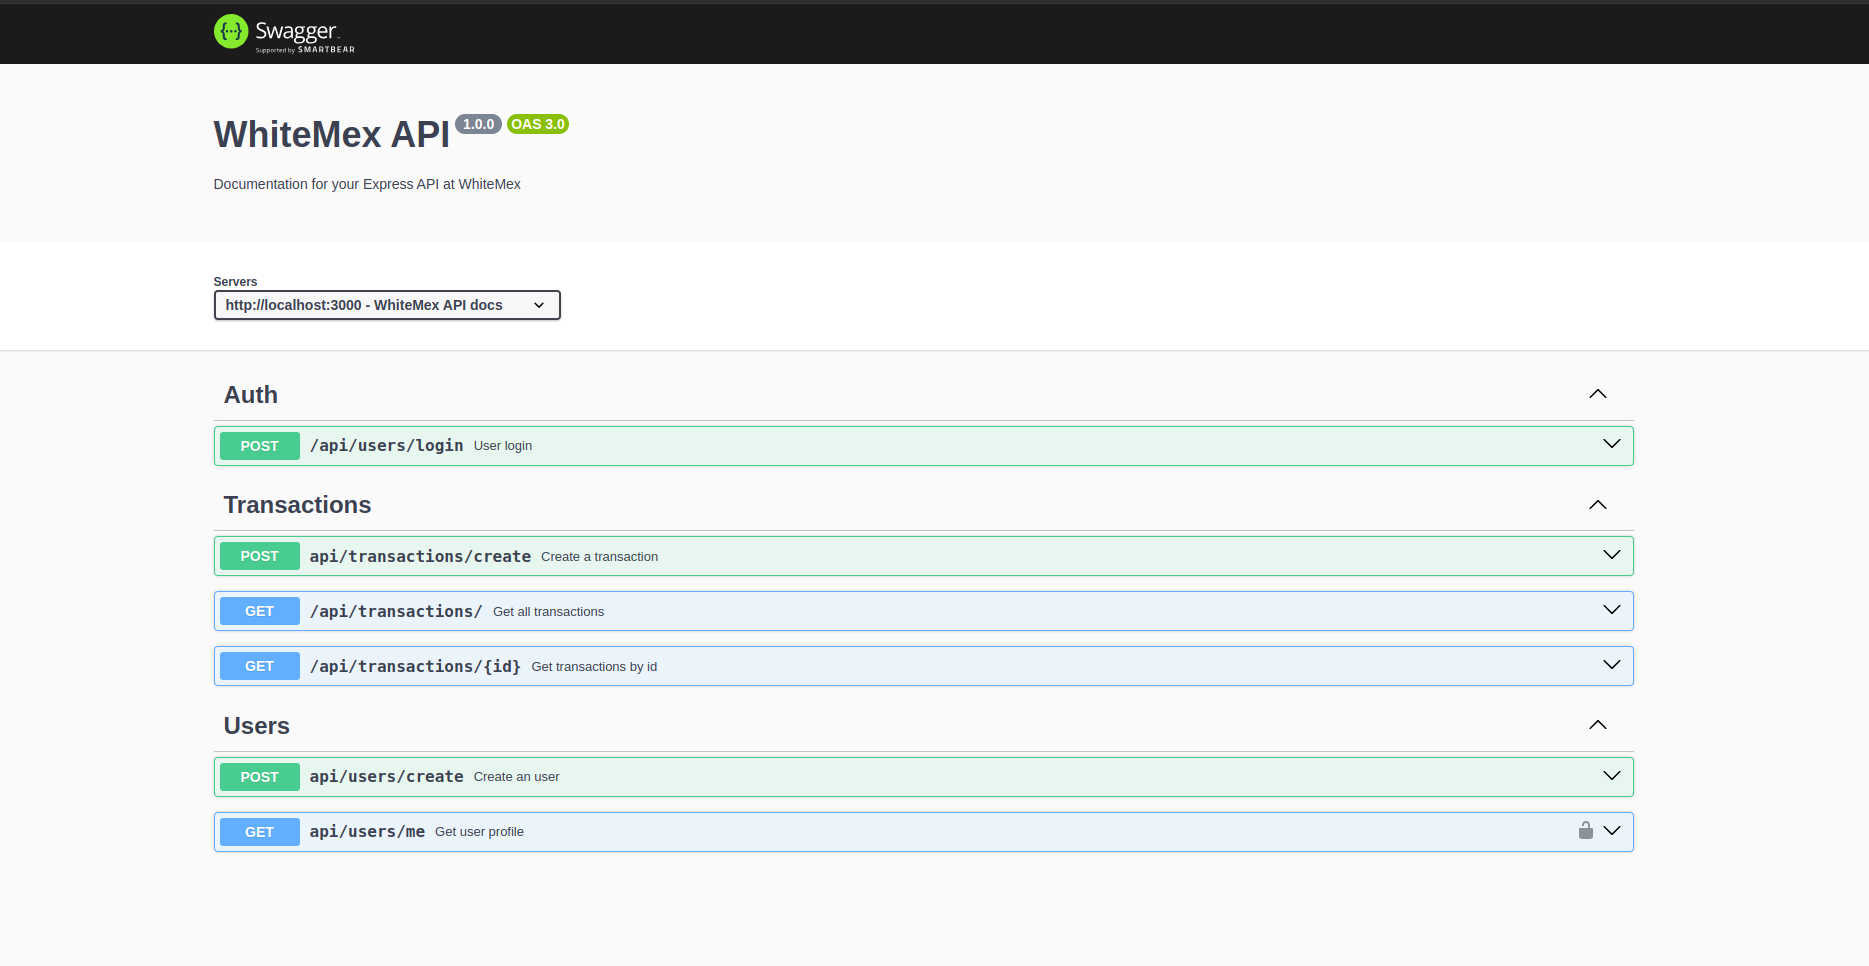 {···} Swagger™
Supported by SMARTBEAR
WhiteMex API 1.0.0 OAS 3.0
Documentation for your Express API at WhiteMex
Servers
http://localhost:3000 - WhiteMex API docs
Auth
POST /api/users/login User login
Transactions
POST api/transactions/create Create a transaction
GET /api/transactions/ Get all transactions
GET /api/transactions/{id} Get transactions by id
Users
POST api/users/create Create an user
GET api/users/me Get user profile